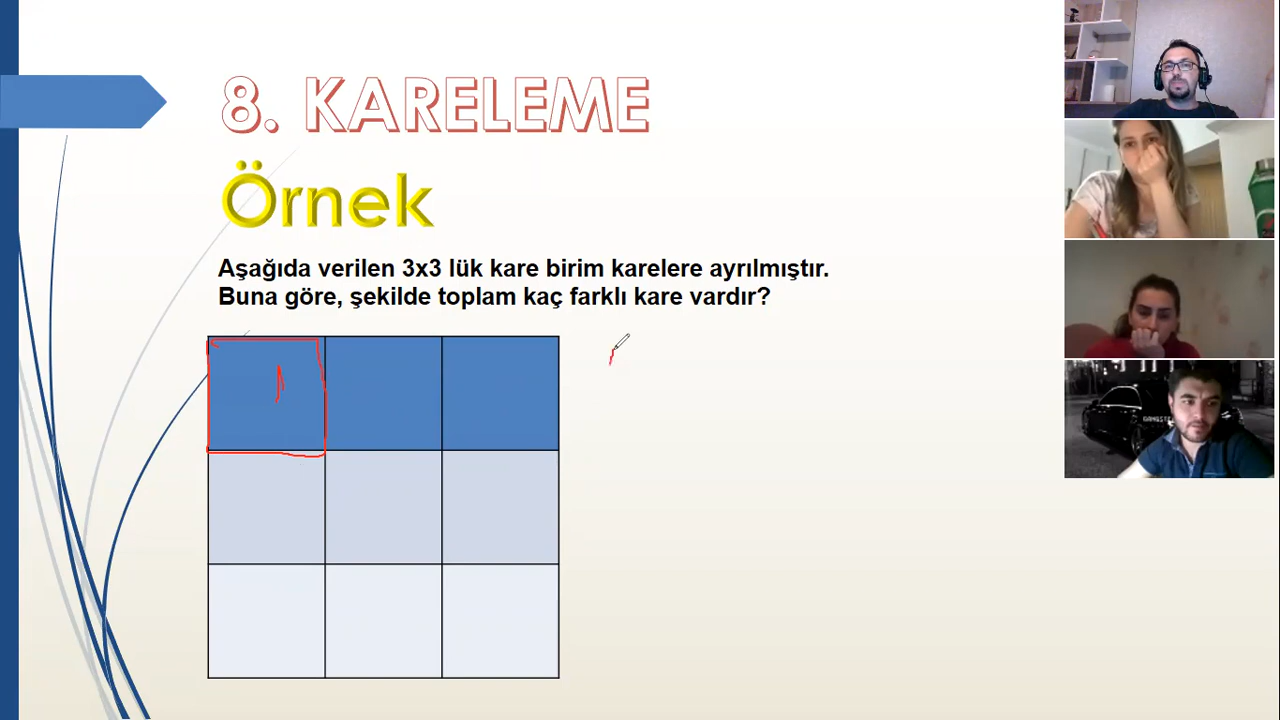 8. KARELEME
Örnek
Aşağıda verilen 3x3 lük kare birim karelere ayrılmıştır.
Buna göre, şekilde toplam kaç farklı kare vardır?
1